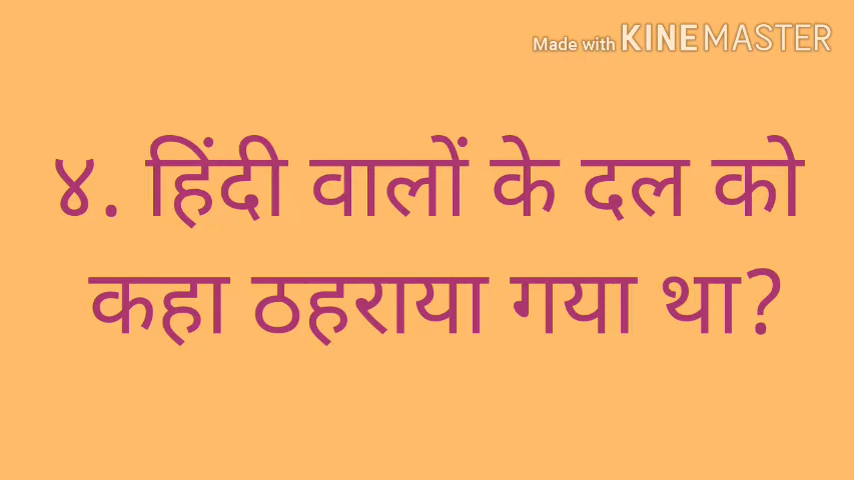 Made with KINEMASTER
४. हिंदी वालों के दल को
कहा ठहराया गया था?